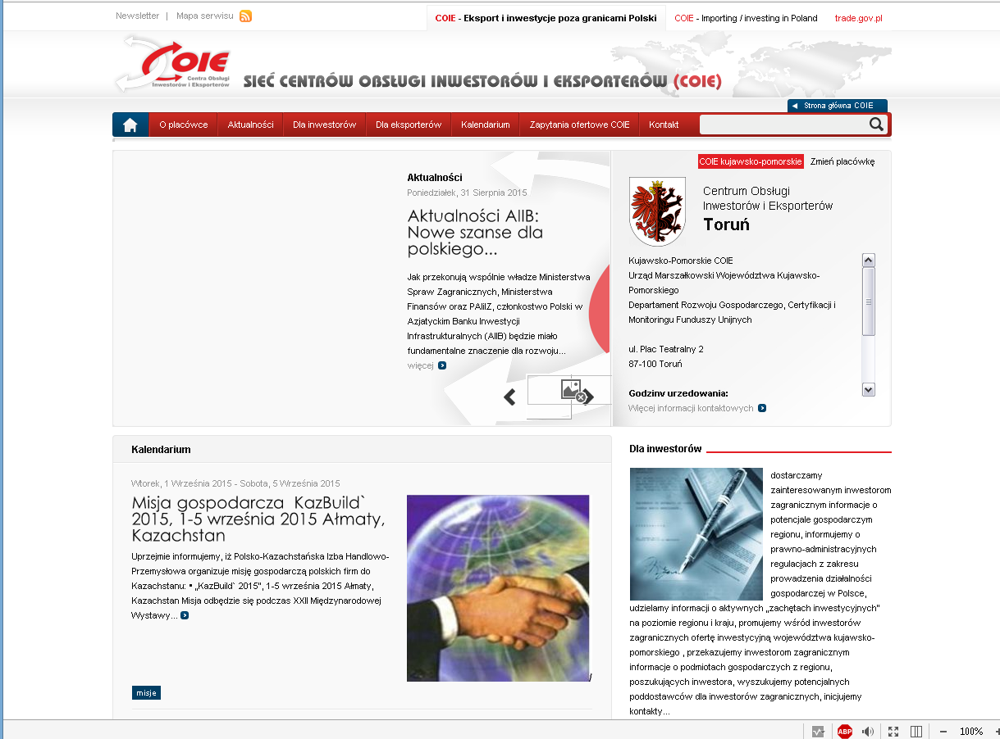 Newsletter | Mapa serwisu
COIE - Eksport i inwestycje poza granicami Polski
COIE - Importing / investing in Poland
trade.gov.pl
COIE
Centra Obsługi
Inwestorów i Eksporterów
SIEĆ CENTRÓW OBSŁUGI INWESTORÓW I EKSPORTERÓW (COIE)
Strona główna COIE
O placówce
Aktualności
Dla inwestorów
Dla eksporterów
Kalendarium
Zapytania ofertowe COIE
Kontakt
Aktualności
Poniedziałek, 31 Sierpnia 2015
Aktualności AIIB:
Nowe szanse dla
polskiego...
Jak przekonują wspólnie władze Ministerstwa
Spraw Zagranicznych, Ministerstwa
Finansów oraz PAIiIZ, członkostwo Polski w
Azjatyckim Banku Inwestycji
Infrastrukturalnych (AIIB) będzie miało
fundamentalne znaczenie dla rozwoju...
więcej
COIE kujawsko-pomorskie
Zmień placówkę
Centrum Obsługi
Inwestorów i Eksporterów
Toruń
Kujawsko-Pomorskie COIE
Urząd Marszałkowski Województwa Kujawsko-
Pomorskiego
Departament Rozwoju Gospodarczego, Certyfikacji i
Monitoringu Funduszy Unijnych
ul. Plac Teatralny 2
87-100 Toruń
Godziny urzędowania:
Więcej informacji kontaktowych
Kalendarium
Wtorek, 1 Września 2015 - Sobota, 5 Września 2015
Misja gospodarcza KazBuild`
2015, 1-5 września 2015 Ałmaty,
Kazachstan
Uprzejmie informujemy, iż Polsko-Kazachstańska Izba Handlowo-
Przemysłowa organizuje misję gospodarczą polskich firm do
Kazachstanu: • „KazBuild` 2015", 1-5 września 2015 Ałmaty,
Kazachstan Misja odbędzie się podczas XXII Międzynarodowej
Wystawy...
/
misje
Dla inwestorów
dostarczamy
zainteresowanym inwestorom
zagranicznym informacje o
potencjale gospodarczym
regionu, informujemy o
prawno-administracyjnych
regulacjach z zakresu
prowadzenia działalności
gospodarczej w Polsce,
udzielamy informacji o aktywnych „zachętach inwestycyjnych"
na poziomie regionu i kraju, promujemy wśród inwestorów
zagranicznych ofertę inwestycyjną województwa kujawsko-
pomorskiego , przekazujemy inwestorom zagranicznym
informacje o podmiotach gospodarczych z regionu,
poszukujących inwestora, wyszukujemy potencjalnych
poddostawców dla inwestorów zagranicznych, inicjujemy
kontakty...
ABP
100%